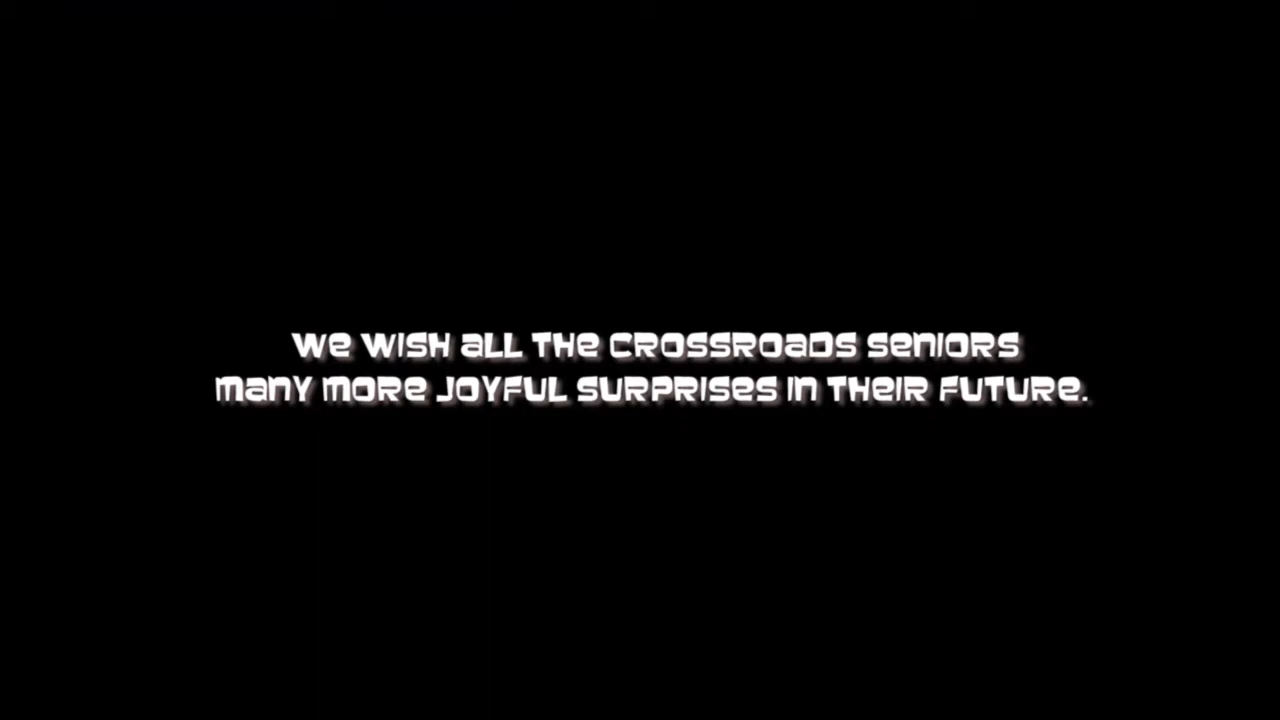 We WISH aLL THe CROSSROaDS SenIORS
many mORe JOYFUL SURPRISeS In THeIR FUTURe.